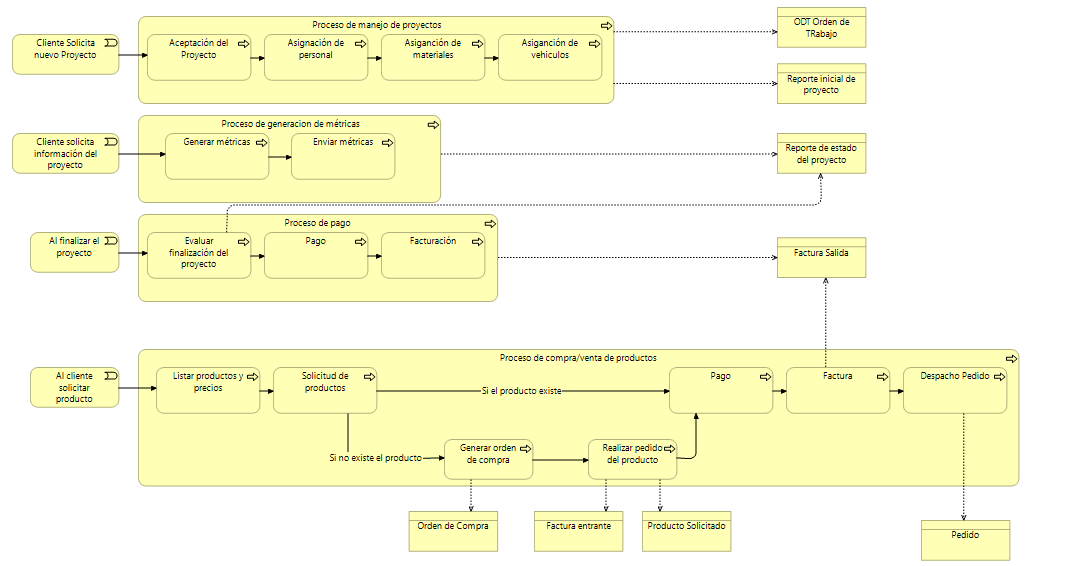 Proceso de manejo de proyectos
Cliente Solicita
nuevo Proyecto
Aceptación del
Proyecto
Asignación de
personal
Asiganción de
materiales
Asiganción de
vehiculos
ODT Orden de
TRabajo
Reporte inicial de
proyecto
Proceso de generacion de métricas
Cliente solicita
información del
proyecto
Generar métricas
Enviar métricas
Reporte de estado
del proyecto
Proceso de pago
Al finalizar el
proyecto
Evaluar
finalización del
proyecto
Pago
Facturación
Factura Salida
Proceso de compra/venta de productos
Al cliente
solicitar
producto
Listar productos y
precios
Solicitud de
productos
Si el producto existe
Pago
Factura
Despacho Pedido
Si no existe el producto
Generar orden
de compra
Realizar pedido
del producto
Orden de Compra
Factura entrante
Producto Solicitado
Pedido